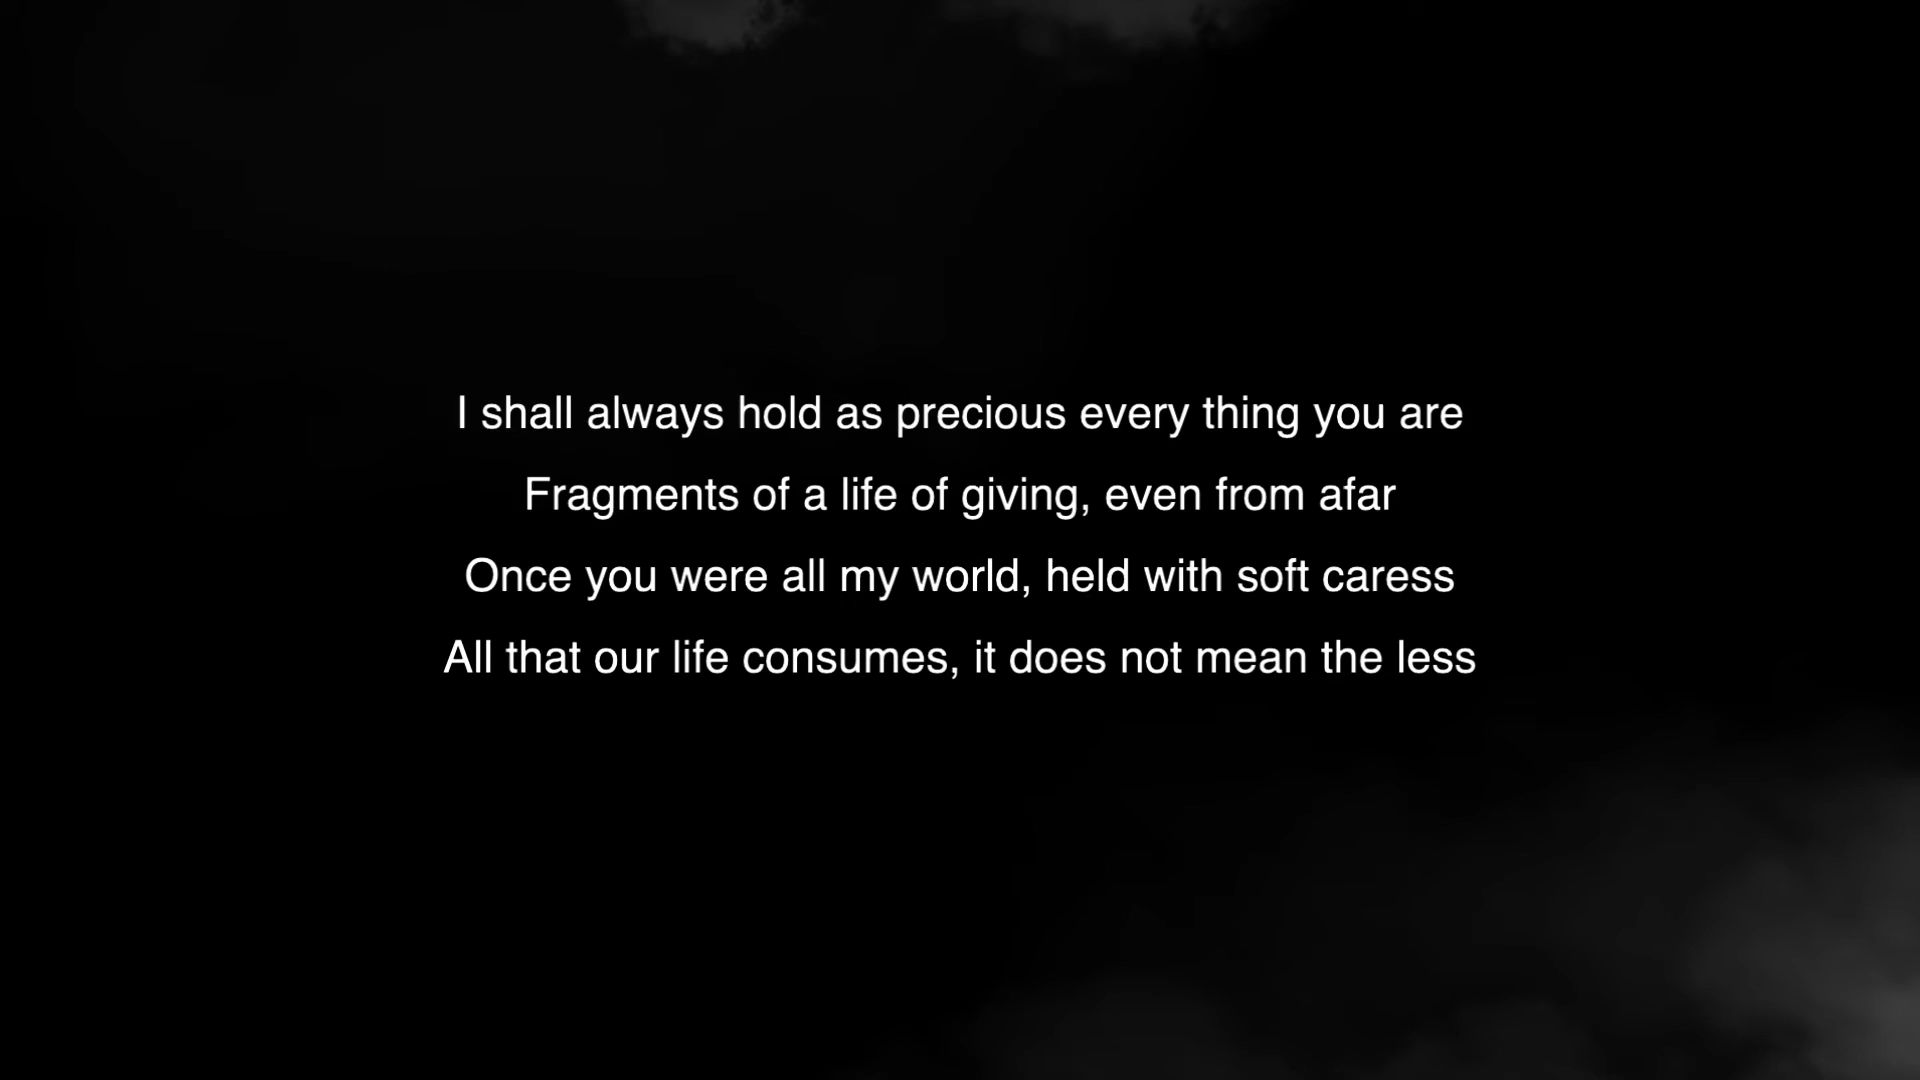 I shall always hold as precious every thing you are
Fragments of a life of giving, even from afar
Once you were all my world, held with soft caress
All that our life consumes, it does not mean the less